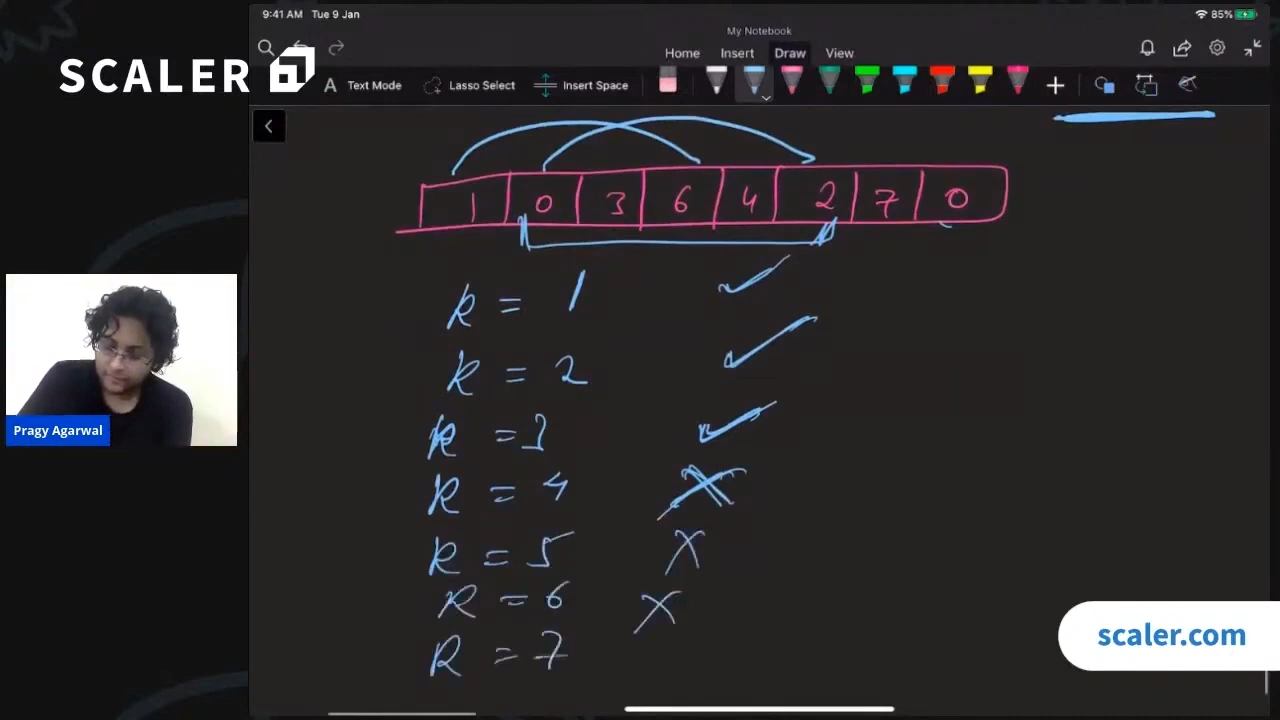 9:41 AM Tue 9 Jan
85%
My Notebook
Home Insert Draw View
SCALER
A Text Mode Lasso Select Insert Space
1 0 3 6 4 2 7 0
k = 1
k = 2
k = 3
k = 4
k = 5
k = 6
k = 7
Pragy Agarwal
scaler.com